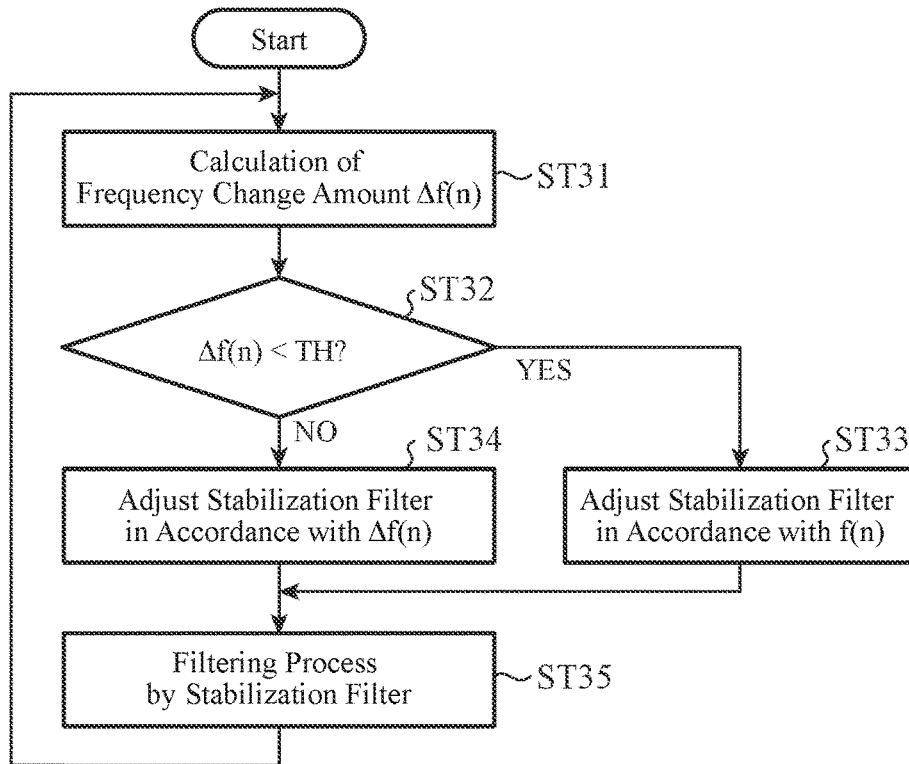 Start
Calculation of
Frequency Change Amount Δf(n)
ST31
ST32
Δf(n) < TH?
YES
NO
ST34
ST33
Adjust Stabilization Filter
in Accordance with Δf(n)
Adjust Stabilization Filter
in Accordance with f(n)
Filtering Process
by Stabilization Filter
ST35